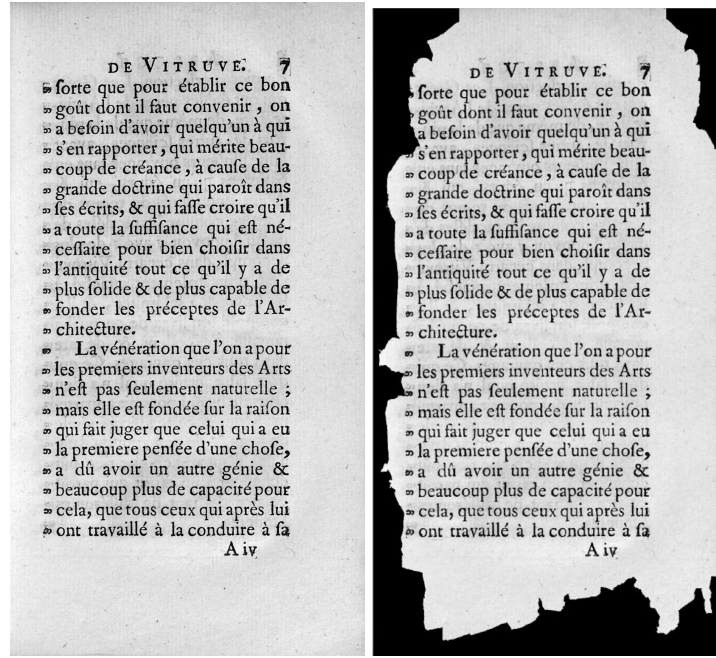 DE VITRUVE. 7
» ſorte que pour établir ce bon
» goût dont il faut convenir, on
» a beſoin d'avoir quelqu'un à qui
» s'en rapporter, qui mérite beau-
» coup de créance, à cauſe de la
» grande doctrine qui paroît dans
» ſes écrits, & qui faſſe croire qu'il
» a toute la ſuffiſance qui eſt né-
» ceſſaire pour bien choiſir dans
» l'antiquité tout ce qu'il y a de
» plus ſolide & de plus capable de
» fonder les préceptes de l'Ar-
» chitecture.
» La vénération que l'on a pour
» les premiers inventeurs des Arts
» n'eſt pas ſeulement naturelle ;
» mais elle eſt fondée ſur la raiſon
» qui fait juger que celui qui a eu
» la premiere penſée d'une choſe,
» a dû avoir un autre génie &
» beaucoup plus de capacité pour
» cela, que tous ceux qui après lui
» ont travaillé à la conduire à ſa
A iv
DE VITRUVE. 7
» ſorte que pour établir ce bon
» goût dont il faut convenir, on
» a beſoin d'avoir quelqu'un à qui
» s'en rapporter, qui mérite beau-
» coup de créance, à cauſe de la
» grande doctrine qui paroît dans
» ſes écrits, & qui faſſe croire qu'il
» a toute la ſuffiſance qui eſt né-
» ceſſaire pour bien choiſir dans
» l'antiquité tout ce qu'il y a de
» plus ſolide & de plus capable de
» fonder les préceptes de l'Ar-
» chitecture.
» La vénération que l'on a pour
» les premiers inventeurs des Arts
» n'eſt pas ſeulement naturelle ;
» mais elle eſt fondée ſur la raiſon
» qui fait juger que celui qui a eu
» la premiere penſée d'une choſe,
» a dû avoir un autre génie &
» beaucoup plus de capacité pour
» cela, que tous ceux qui après lui
» ont travaillé à la conduire à ſa
A iv